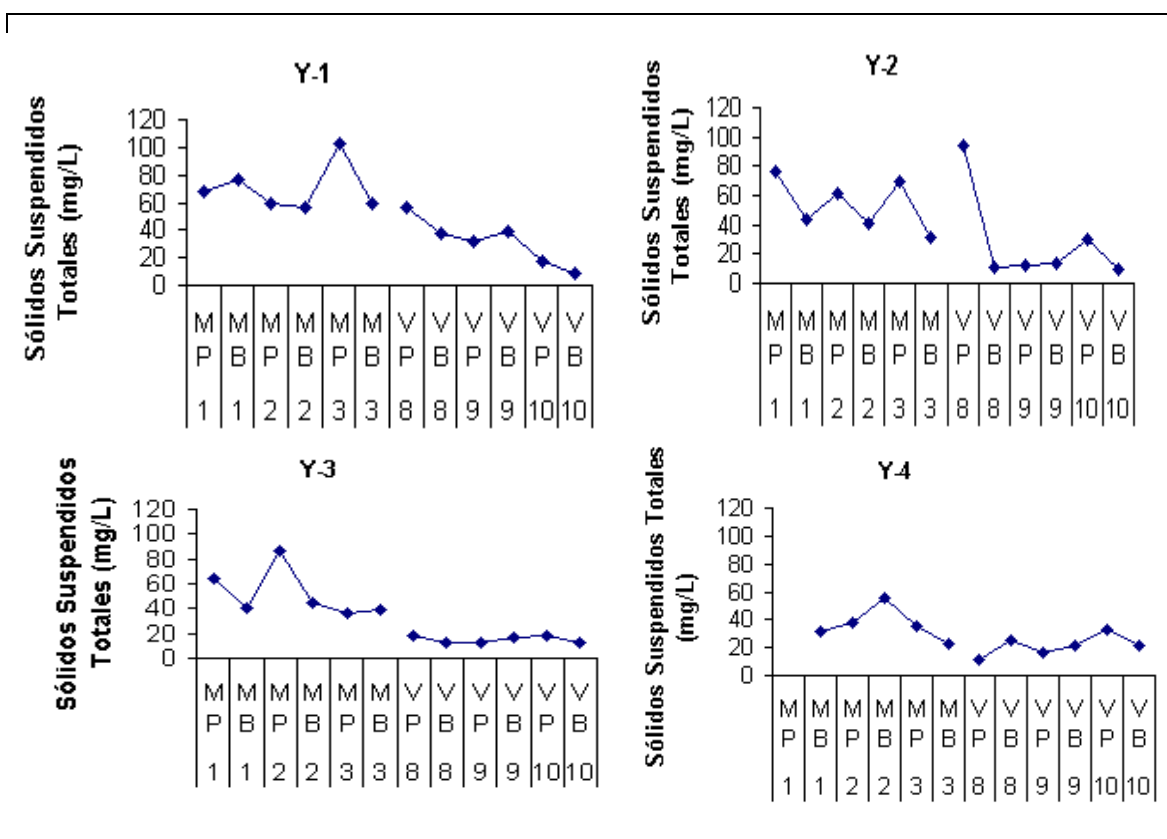 Y-1
Sólidos Suspendidos
Totales (mg/L)
120
100
80
60
40
20
0
M M M M M M V V V V V V
P B P B P B P B P B P B
1 1 2 2 3 3 8 8 9 9 10 10
Y-2
Sólidos Suspendidos
Totales (mg/L)
120
100
80
60
40
20
0
M M M M M M V V V V V V
P B P B P B P B P B P B
1 1 2 2 3 3 8 8 9 9 10 10
Y-3
Sólidos Suspendidos
Totales (mg/L)
120
100
80
60
40
20
0
M M M M M M V V V V V V
P B P B P B P B P B P B
1 1 2 2 3 3 8 8 9 9 10 10
Y-4
Sólidos Suspendidos Totales
(mg/L)
120
100
80
60
40
20
0
M M M M M M V V V V V V
P B P B P B P B P B P B
1 1 2 2 3 3 8 8 9 9 10 10